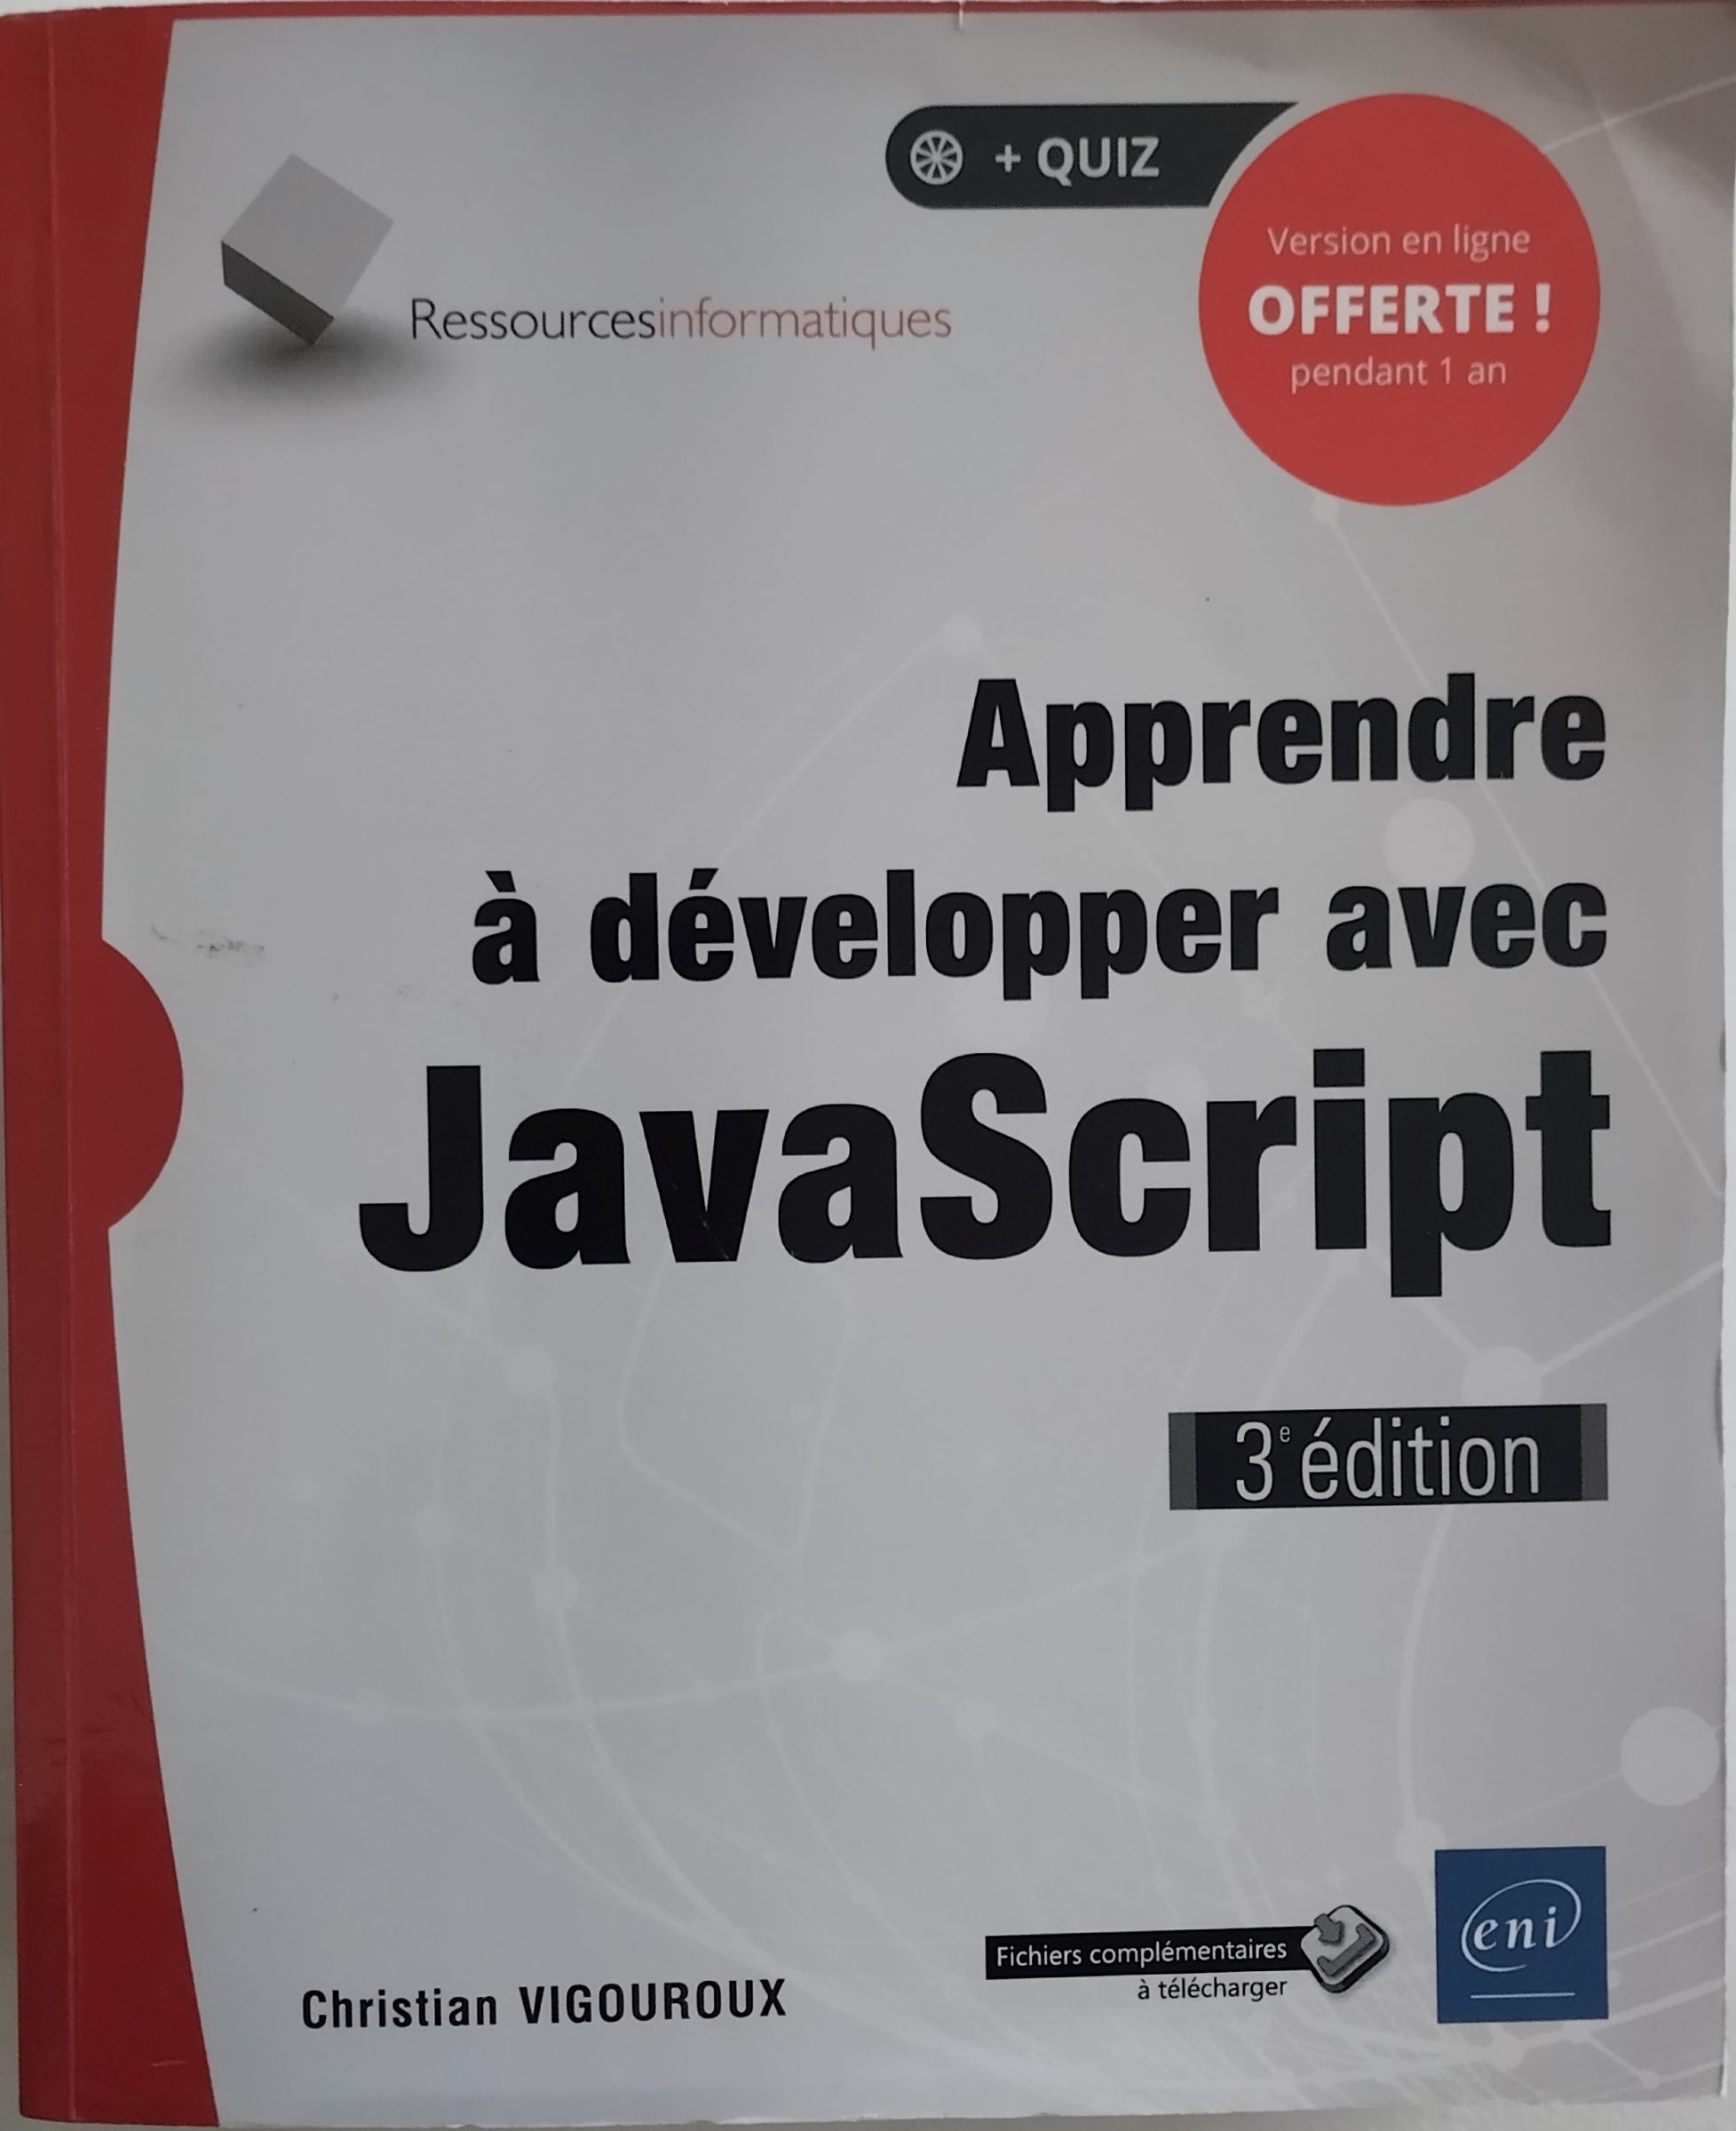 + QUIZ
Version en ligne
OFFERTE !
pendant 1 an
Ressourcesinformatiques
Apprendre
à développer avec
JavaScript
3e édition
Fichiers complémentaires
à télécharger
eni
Christian VIGOUROUX